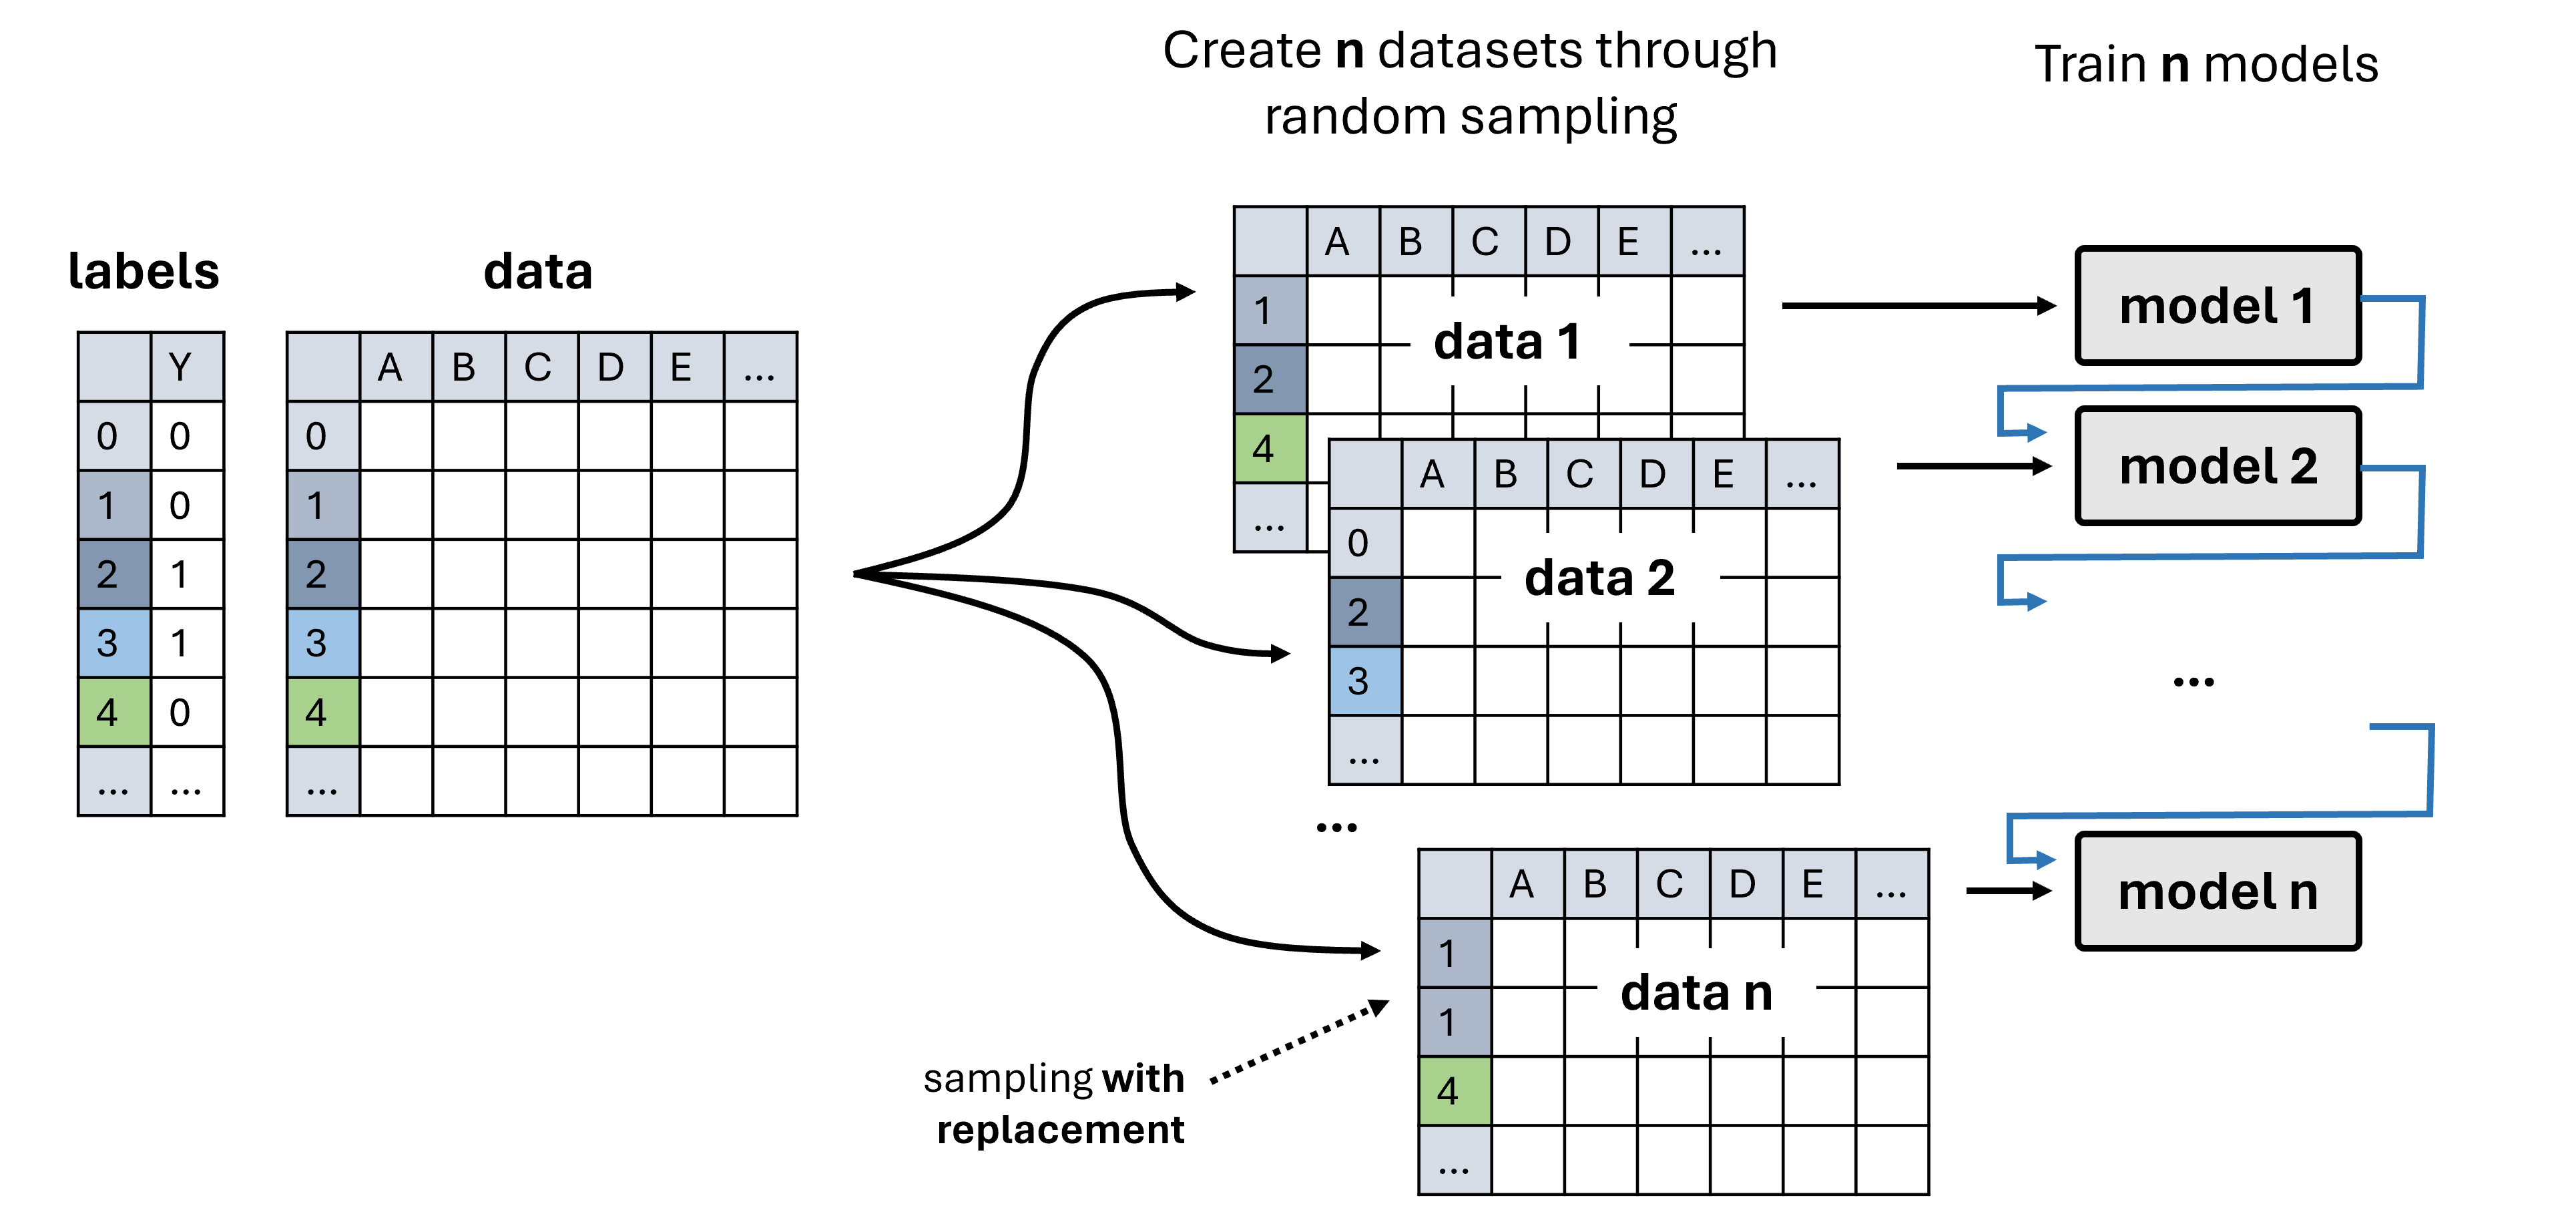 Create n datasets through
random sampling
Train n models
labels
data
Y
0 0
1 0
2 1
3 1
4 0
... ...
A B C D E ...
0
1
2
3
4
...
A B C D E ...
1
2
4
...
data 1
A B C D E ...
0
2
3
...
data 2
...
A B C D E ...
1
1
4
...
data n
sampling with
replacement
model 1
model 2
...
model n